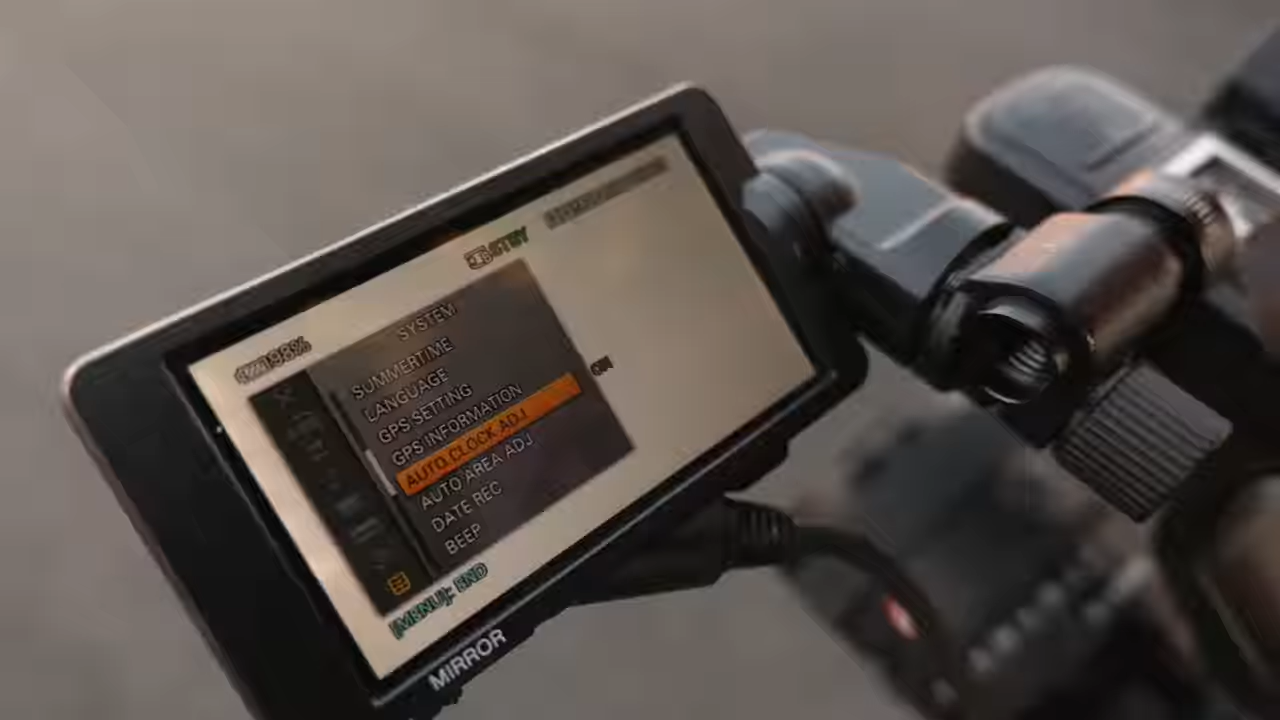 STBY
98%
SYSTEM
SUMMERTIME
LANGUAGE
GPS SETTING
GPS INFORMATION
AUTO CLOCK ADJ
AUTO AREA ADJ
DATE REC
BEEP
[MENU]: END
MIRROR